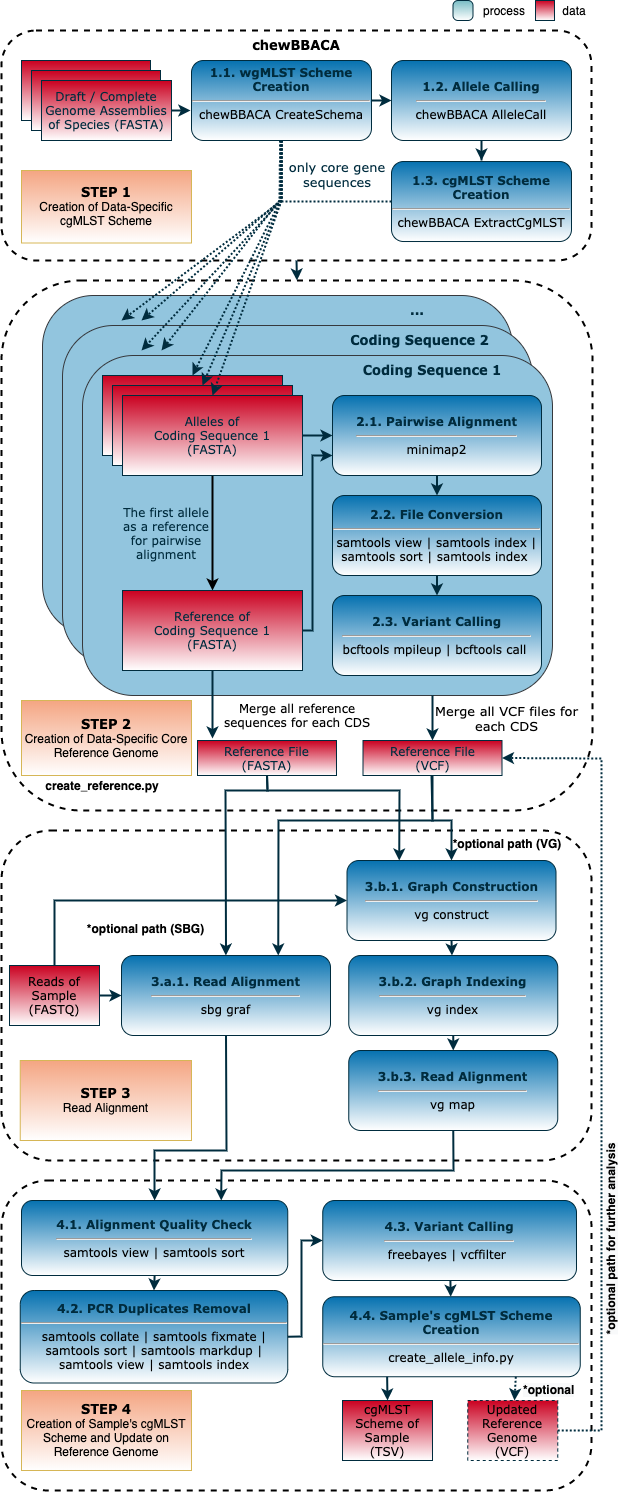 process
data
chewBBACA
Draft / Complete
Genome Assemblies
of Species (FASTA)
1.1. wgMLST Scheme
Creation
chewBBACA CreateSchema
1.2. Allele Calling
chewBBACA AlleleCall
only core gene
sequences
1.3. cgMLST Scheme
Creation
chewBBACA ExtractCgMLST
STEP 1
Creation of Data-Specific
cgMLST Scheme
...
Coding Sequence 2
Coding Sequence 1
Alleles of
Coding Sequence 1
(FASTA)
2.1. Pairwise Alignment
minimap2
The first allele
as a reference
for pairwise
alignment
2.2. File Conversion
samtools view | samtools index |
samtools sort | samtools index
Reference of
Coding Sequence 1
(FASTA)
2.3. Variant Calling
bcftools mpileup | bcftools call
STEP 2
Creation of Data-Specific Core
Reference Genome
create_reference.py
Merge all reference
sequences for each CDS
Merge all VCF files for
each CDS
Reference File
(FASTA)
Reference File
(VCF)
*optional path (VG)
3.b.1. Graph Construction
vg construct
*optional path (SBG)
Reads of
Sample
(FASTQ)
3.a.1. Read Alignment
sbg graf
3.b.2. Graph Indexing
vg index
3.b.3. Read Alignment
vg map
STEP 3
Read Alignment
*optional path for further analysis
4.1. Alignment Quality Check
samtools view | samtools sort
4.3. Variant Calling
freebayes | vcffilter
4.2. PCR Duplicates Removal
samtools collate | samtools fixmate |
samtools sort | samtools markdup |
samtools view | samtools index
4.4. Sample's cgMLST Scheme
Creation
create_allele_info.py
*optional
STEP 4
Creation of Sample's cgMLST
Scheme and Update on
Reference Genome
cgMLST
Scheme of
Sample
(TSV)
Updated
Reference
Genome
(VCF)